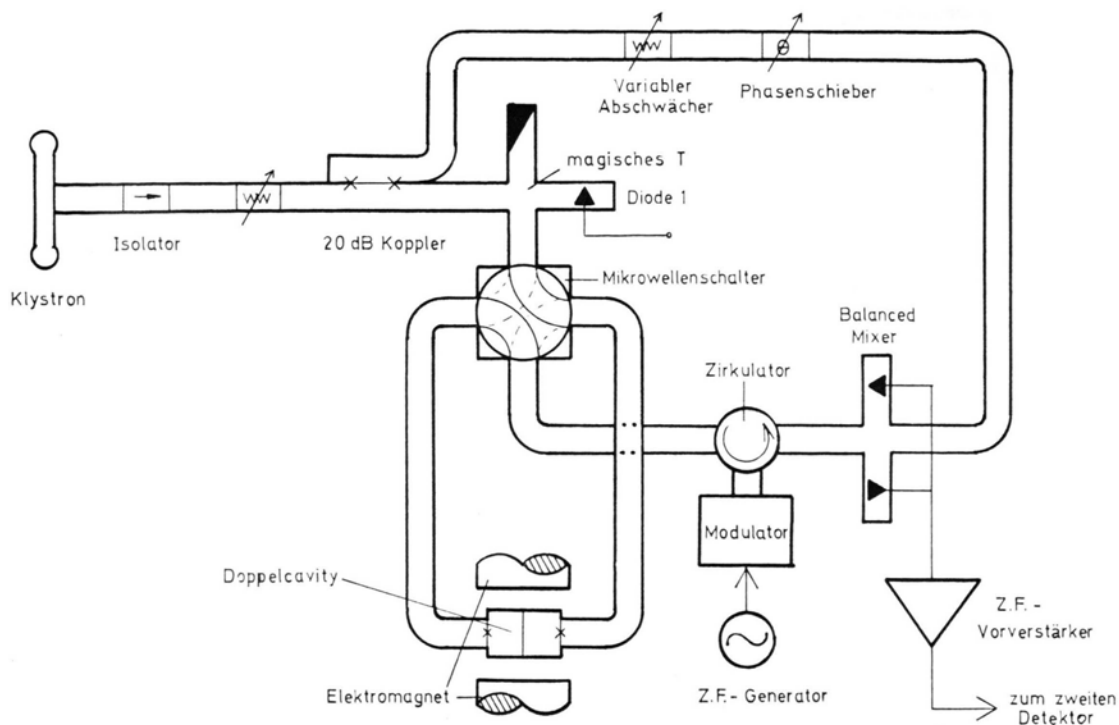 Variabler
Abschwächer
Phasenschieber
magisches T
Diode 1
Isolator
20 dB Koppler
Klystron
Mikrowellenschalter
Balanced
Mixer
Zirkulator
Modulator
Doppelcavity
Z.F.-
Vorverstärker
Elektromagnet
Z.F.- Generator
zum zweiten
Detektor